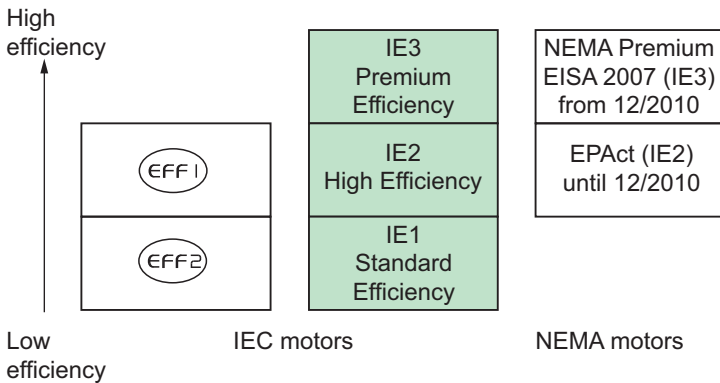 High
efficiency
IE3
Premium
Efficiency
NEMA Premium
EISA 2007 (IE3)
from 12/2010
EFF1
IE2
High Efficiency
EPAct (IE2)
until 12/2010
EFF2
IE1
Standard
Efficiency
Low
efficiency
IEC motors
NEMA motors